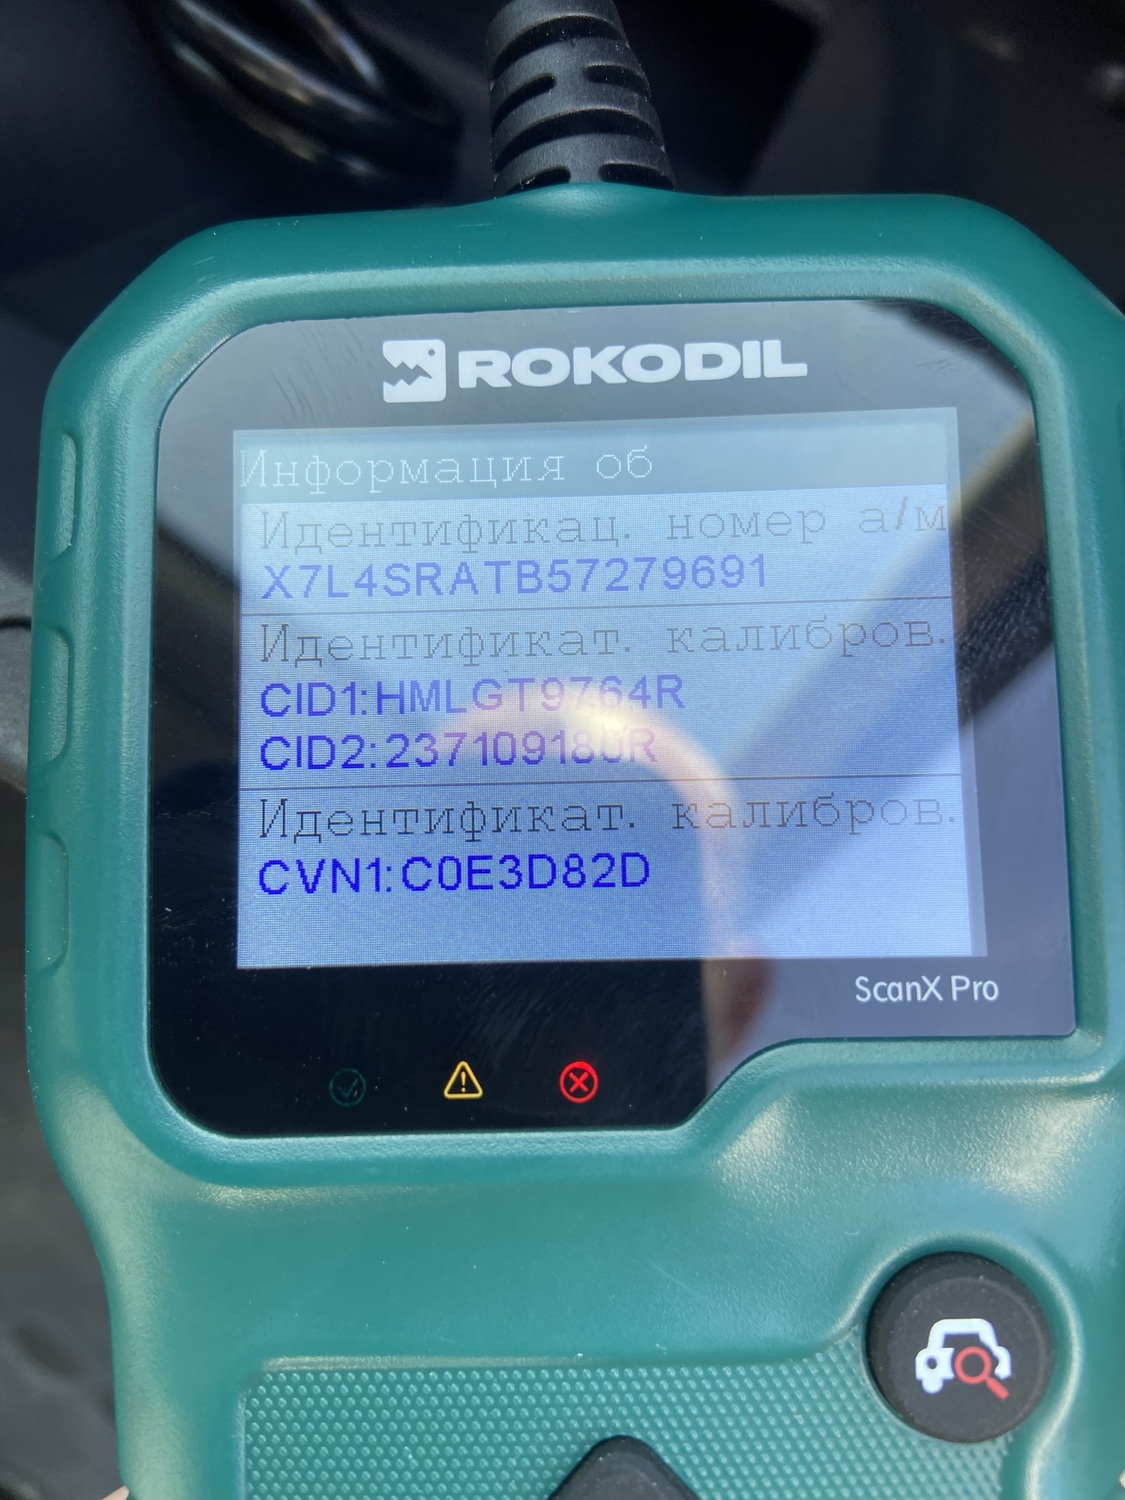 ROKODIL
Информация об
Идентификац. номер а/м
X7L4SRATB57279691
Идентификат. калибров.
CID1:HMLGT9764R
CID2:237109180R
Идентификат. калибров.
CVN1:C0E3D82D
ScanX Pro